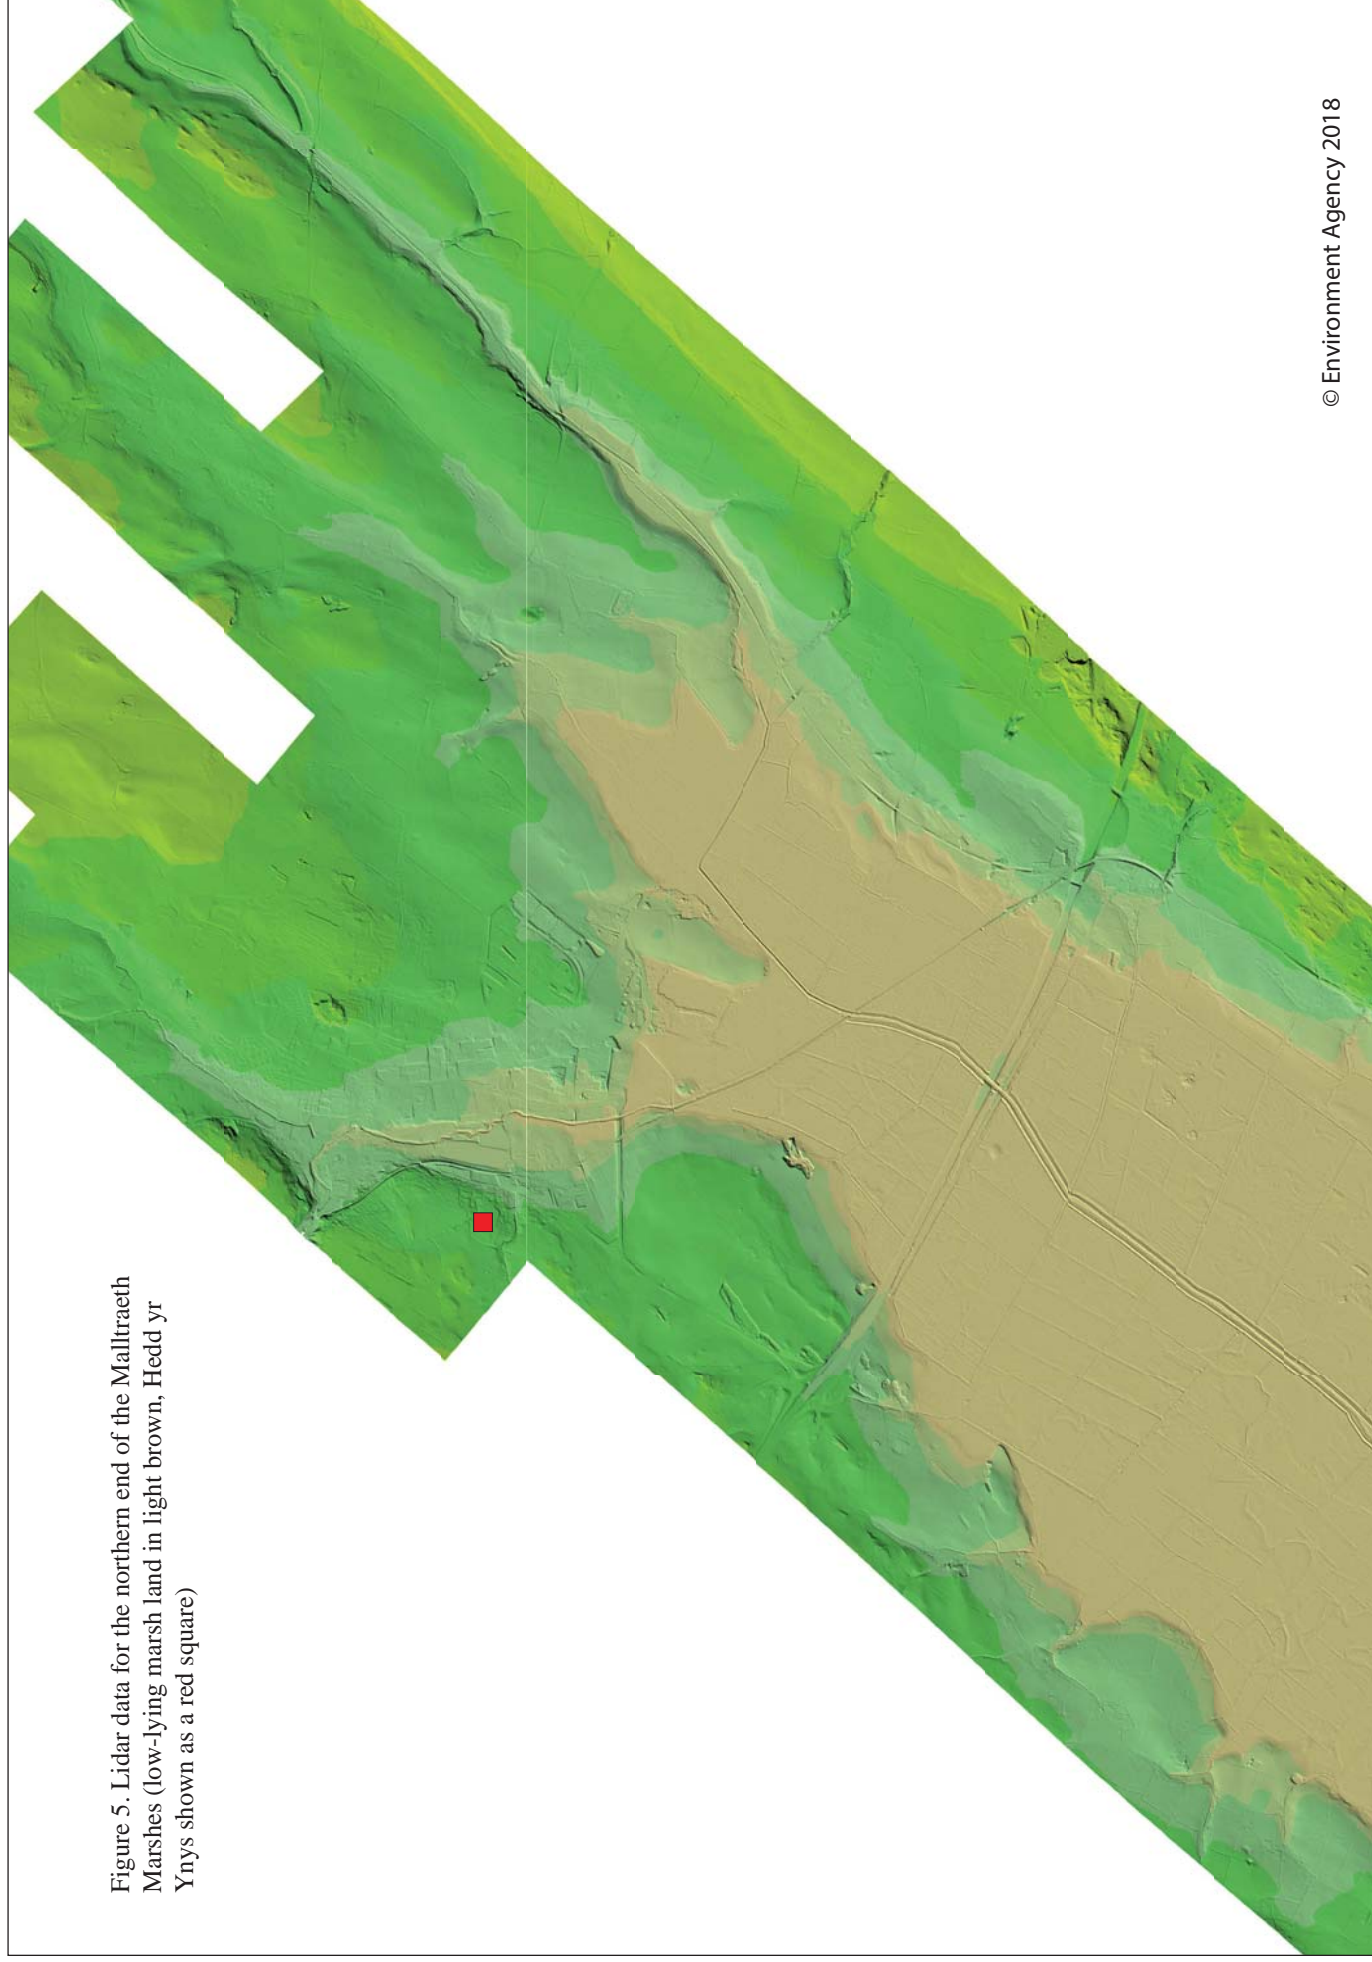 Figure 5. Lidar data for the northern end of the Malltraeth
Marshes (low-lying marsh land in light brown, Hedd yr
Ynys shown as a red square)
© Environment Agency 2018